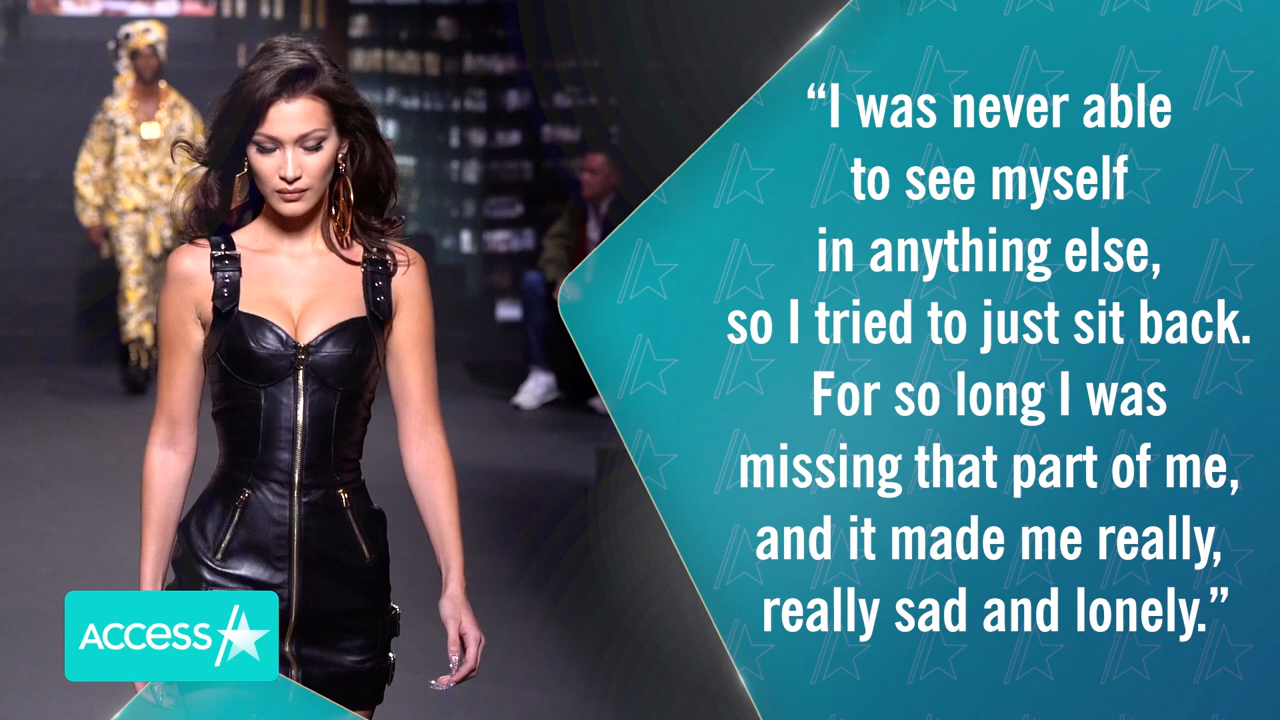 “I was never able
to see myself
in anything else,
so I tried to just sit back.
For so long I was
missing that part of me,
and it made me really,
really sad and lonely.”
ACCESS